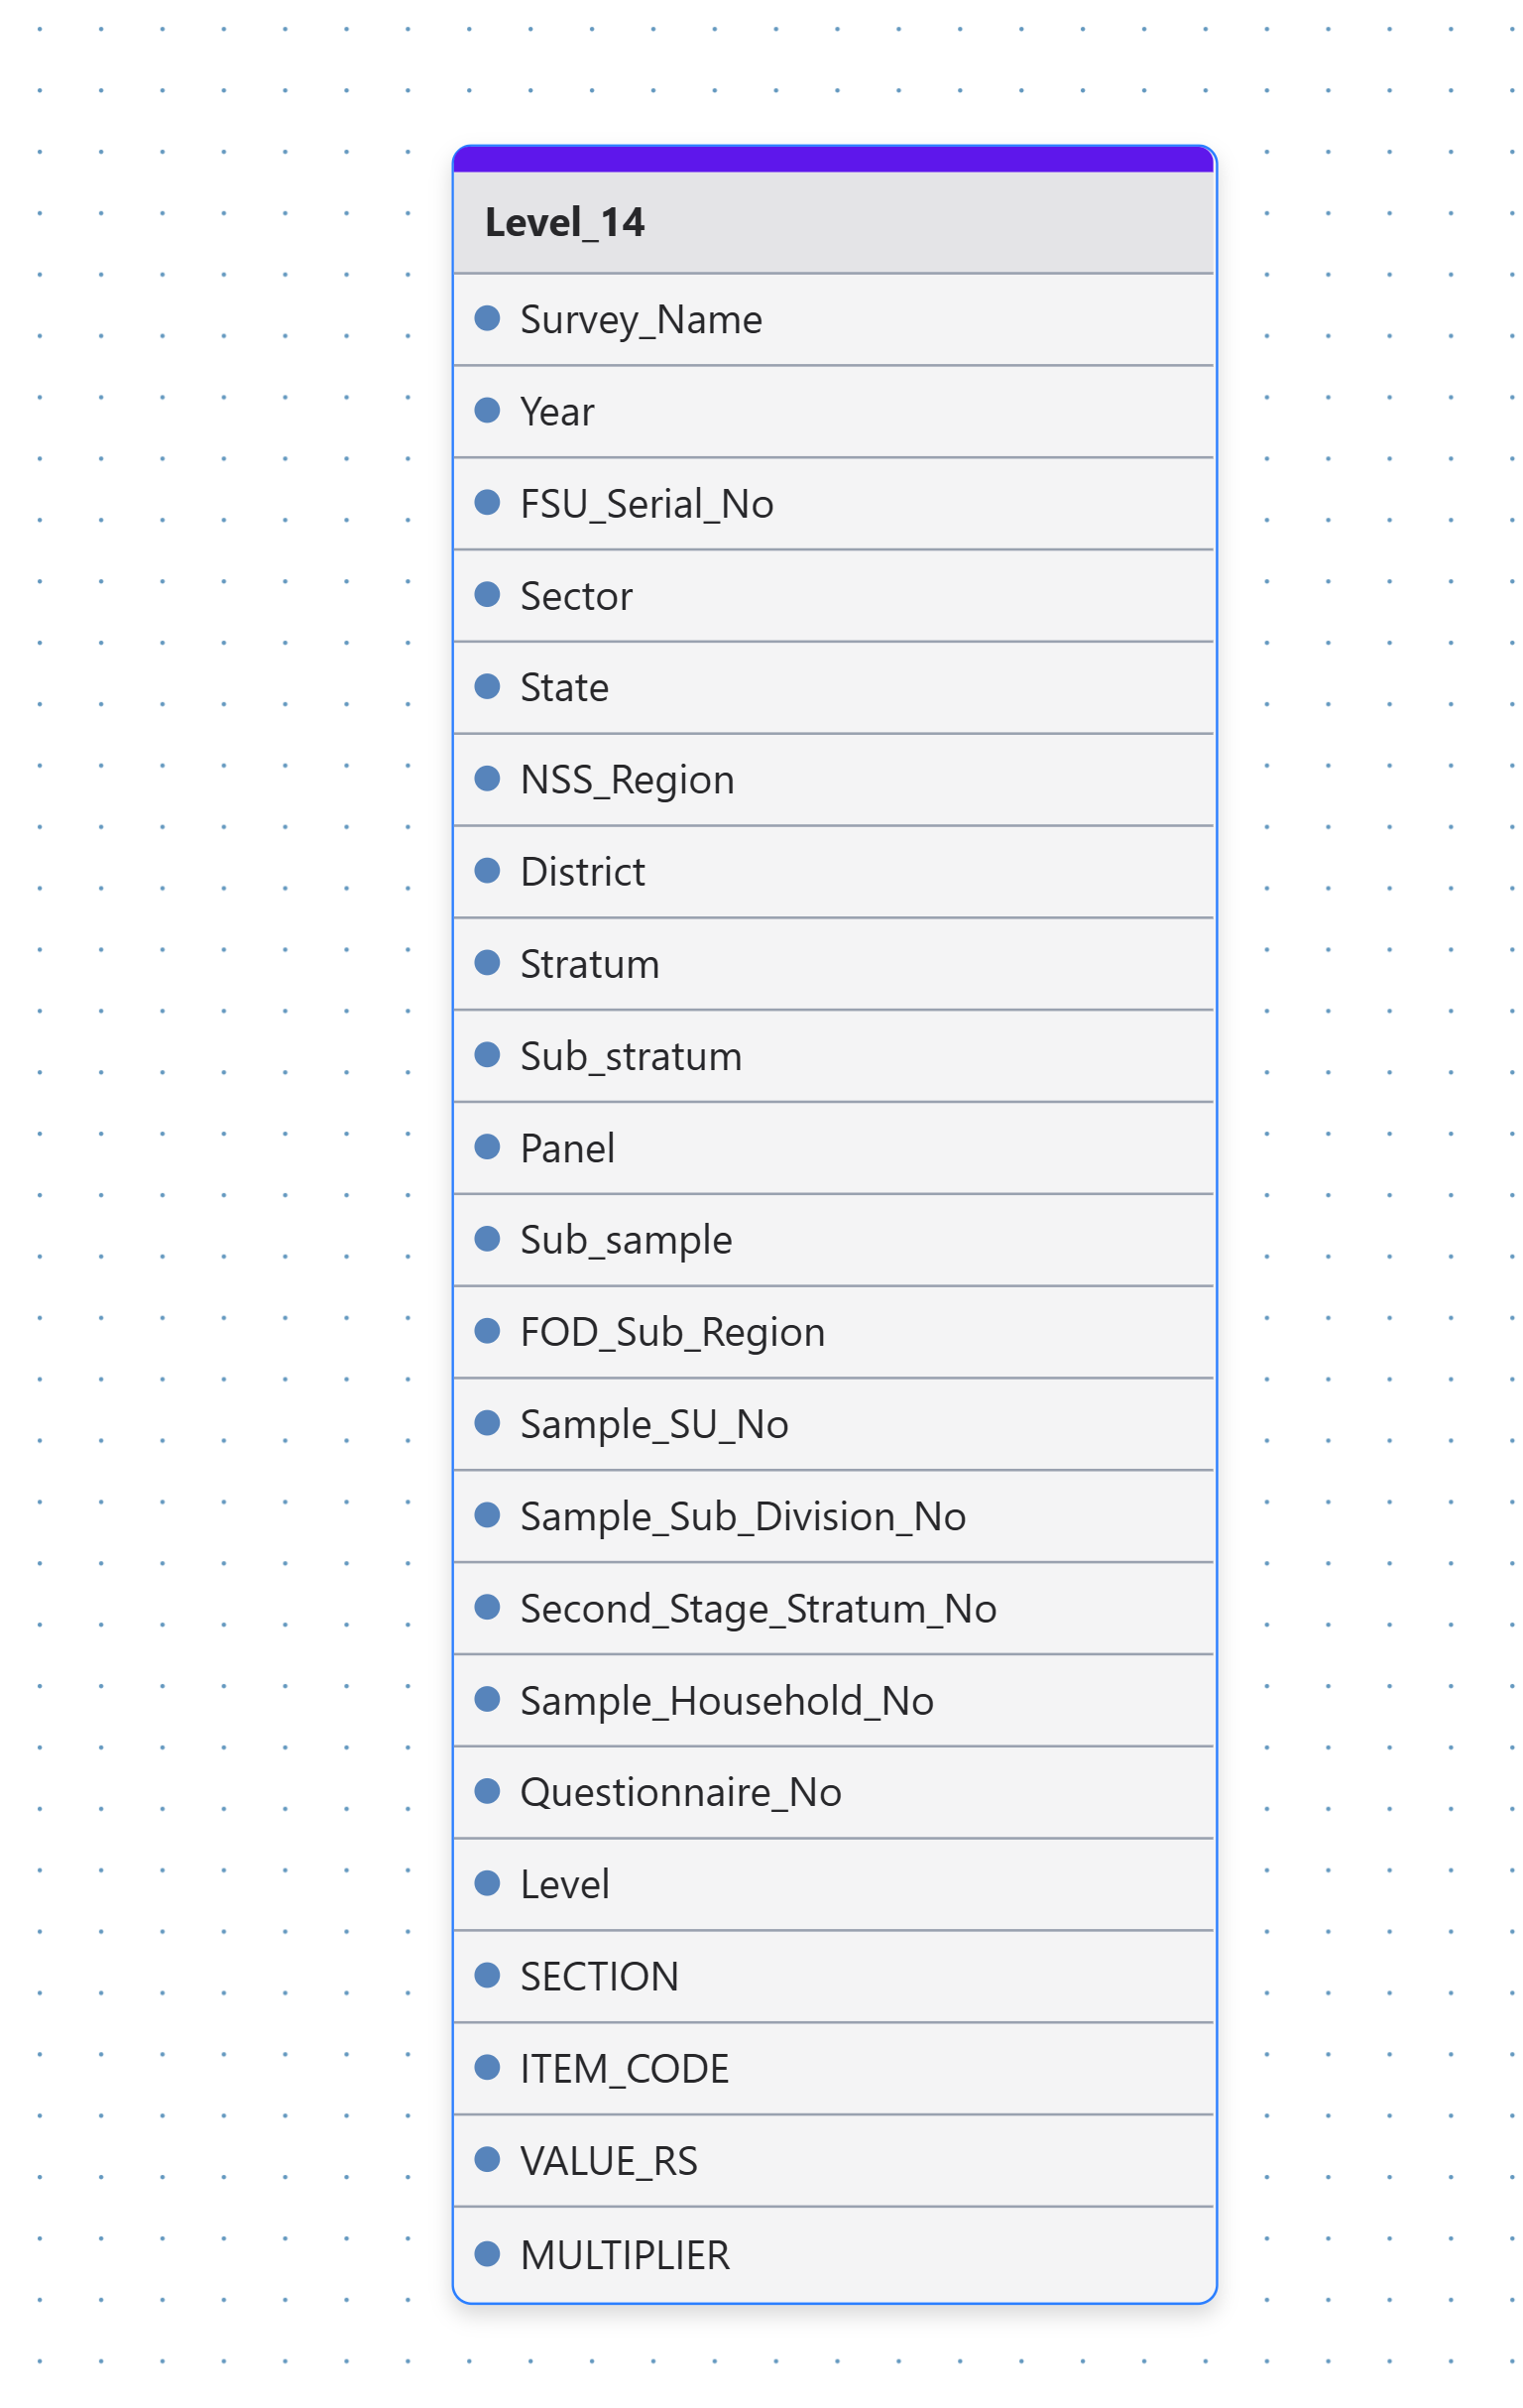 Level_14
Survey_Name
Year
FSU_Serial_No
Sector
State
NSS_Region
District
Stratum
Sub_stratum
Panel
Sub_sample
FOD_Sub_Region
Sample_SU_No
Sample_Sub_Division_No
Second_Stage_Stratum_No
Sample_Household_No
Questionnaire_No
Level
SECTION
ITEM_CODE
VALUE_RS
MULTIPLIER